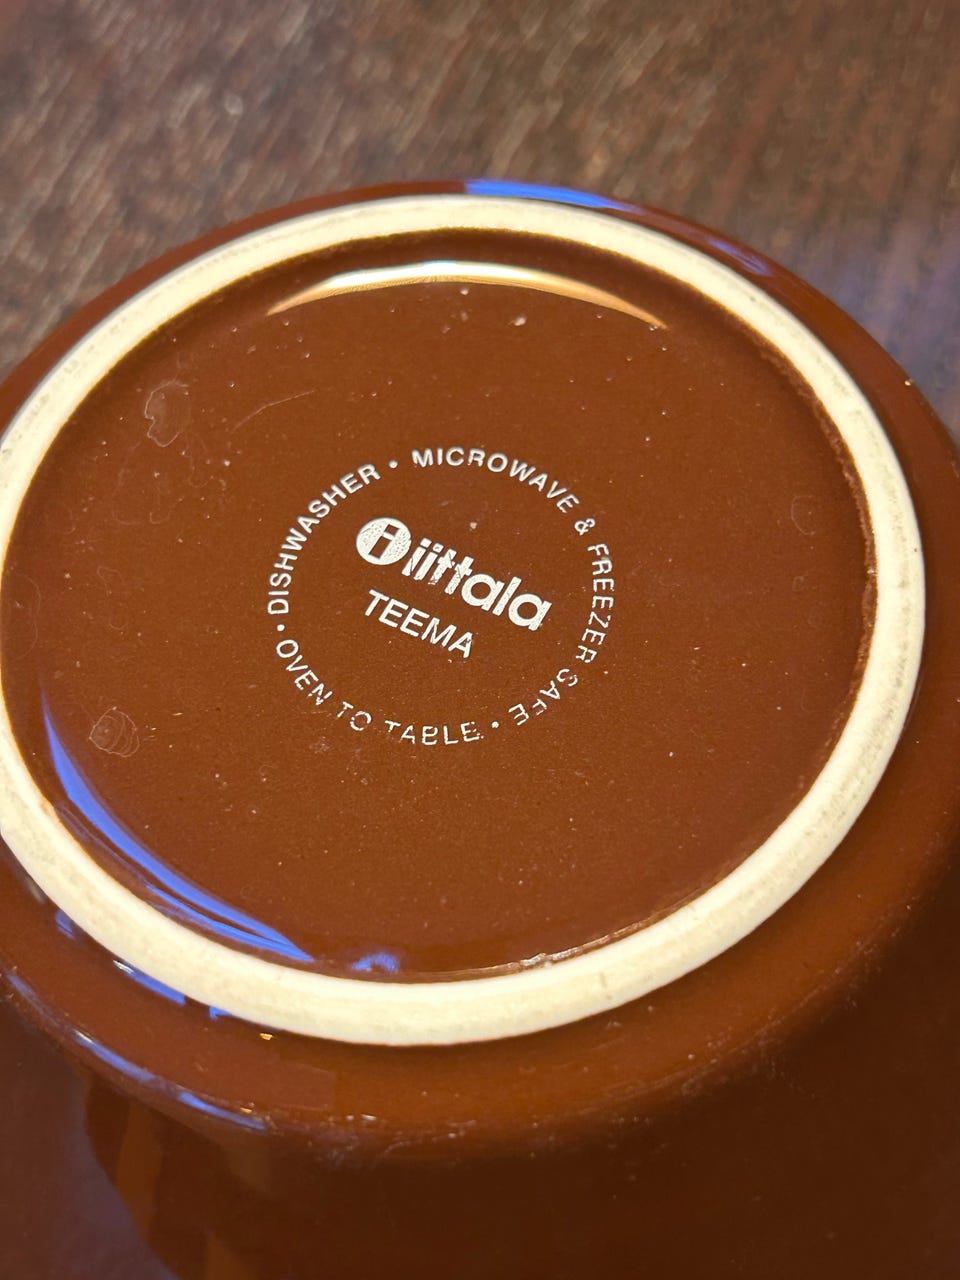 DISHWASHER • MICROWAVE & FREEZER SAFE • OVEN TO TABLE •
i iittala
TEEMA